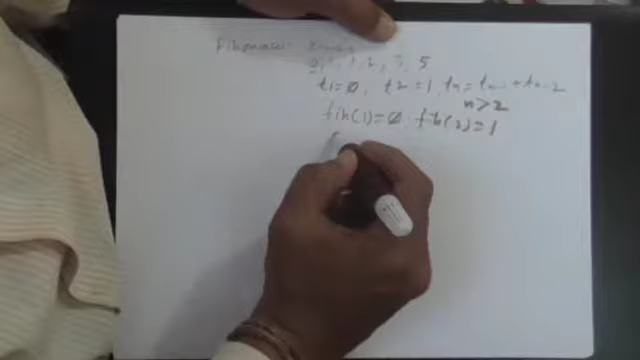 Fibonacci
0, 1, 1, 2, 3, 5
t1=0, t2=1, tn=tn-1+tn-2
n>2
fib(1)=0, fib(2)=1